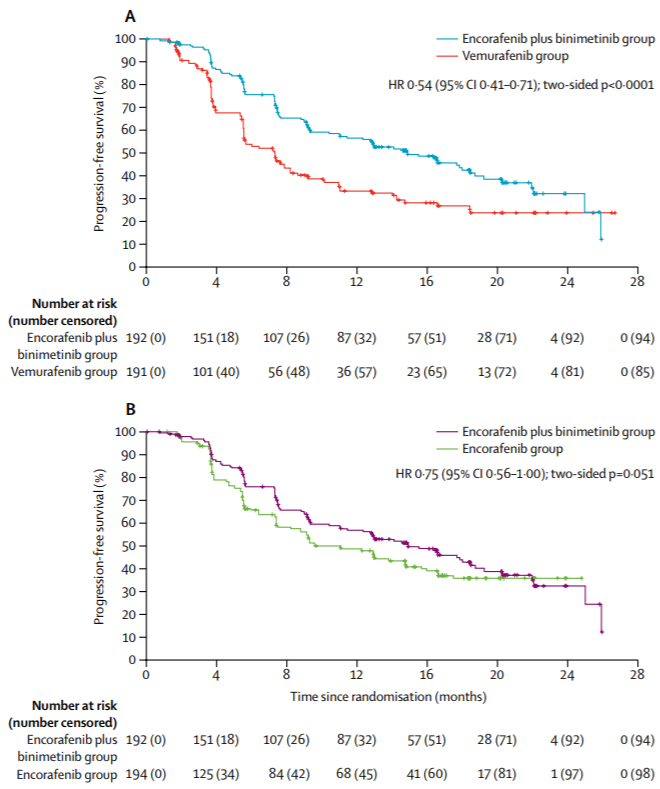 A
Encorafenib plus binimetinib group
Vemurafenib group
HR 0·54 (95% CI 0·41–0·71); two-sided p<0·0001
Progression-free survival (%)
100
90
80
70
60
50
40
30
20
10
0
0 4 8 12 16 20 24 28
Number at risk
(number censored)
Encorafenib plus 192 (0) 151 (18) 107 (26) 87 (32) 57 (51) 28 (71) 4 (92) 0 (94)
binimetinib group
Vemurafenib group 191 (0) 101 (40) 56 (48) 36 (57) 23 (65) 13 (72) 4 (81) 0 (85)
B
Encorafenib plus binimetinib group
Encorafenib group
HR 0·75 (95% CI 0·56–1·00); two-sided p=0·051
Progression-free survival (%)
100
90
80
70
60
50
40
30
20
10
0
0 4 8 12 16 20 24 28
Time since randomisation (months)
Number at risk
(number censored)
Encorafenib plus 192 (0) 151 (18) 107 (26) 87 (32) 57 (51) 28 (71) 4 (92) 0 (94)
binimetinib group
Encorafenib group 194 (0) 125 (34) 84 (42) 68 (45) 41 (60) 17 (81) 1 (97) 0 (98)